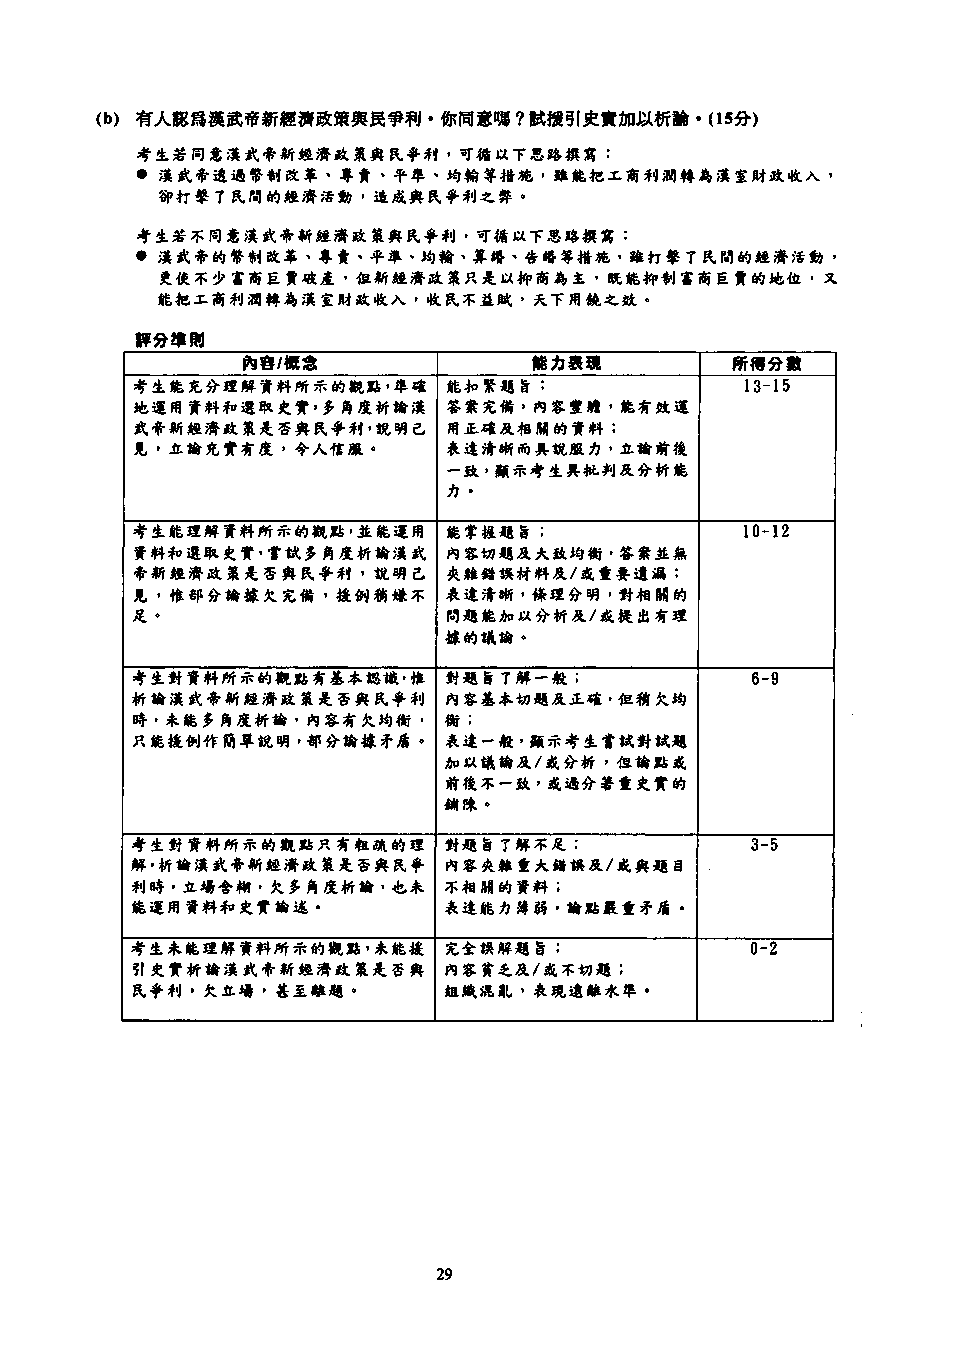 (b) 有人認爲漢武帝新經濟政策與民爭利。你同意嗎？試援引史實加以析論。(15分)
考生若同意漢武帝新經濟政策與民爭利，可循以下思路撰寫：
● 漢武帝透過幣制改革、專賣、平準、均輸等措施，雖能把工商利潤轉為漢室財政收入，
卻打擊了民間的經濟活動，造成與民爭利之弊。
考生若不同意漢武帝新經濟政策與民爭利，可循以下思路撰寫：
● 漢武帝的幣制改革、專賣、平準、均輸、算緡、告緡等措施，雖打擊了民間的經濟活動，
更使不少富商巨賈破產，但新經濟政策只是以抑商為主，既能抑制富商巨賈的地位，又
能把工商利潤轉為漢室財政收入，收民不益賦，天下用饒之效。
評分準則
內容/概念 能力表現 所得分數
考生能充分理解資料所示的觀點，準確
地運用資料和選取史實，多角度析論漢
武帝新經濟政策是否與民爭利，說明己
見，立論充實有度，令人信服。
能扣緊題旨；
答案完備，內容豐贍，能有效運
用正確及相關的資料；
表達清晰而具說服力，立論前後
一致，顯示考生具批判及分析能
力。
13-15
考生能理解資料所示的觀點，並能運用
資料和選取史實，嘗試多角度析論漢武
帝新經濟政策是否與民爭利，說明己
見，惟部分論據欠完備，援例稍嫌不
足。
能掌握題旨；
內容切題及大致均衡，答案並無
夾雜錯誤材料及/或重要遺漏；
表達清晰，條理分明，對相關的
問題能加以分析及/或提出有理
據的議論。
10-12
考生對資料所示的觀點有基本認識，惟
析論漢武帝新經濟政策是否與民爭利
時，未能多角度析論，內容有欠均衡，
只能援例作簡單說明，部分論據矛盾。
對題旨了解一般；
內容基本切題及正確，但稍欠均
衡；
表達一般，顯示考生嘗試對試題
加以議論及/或分析，但論點或
前後不一致，或過分著重史實的
鋪陳。
6-9
考生對資料所示的觀點只有粗疏的理
解，析論漢武帝新經濟政策是否與民爭
利時，立場含糊，欠多角度析論，也未
能運用資料和史實論述。
對題旨了解不足；
內容夾雜重大錯誤及/或與題目
不相關的資料；
表達能力薄弱，論點嚴重矛盾。
3-5
考生未能理解資料所示的觀點，未能援
引史實析論漢武帝新經濟政策是否與
民爭利，欠立場，甚至離題。
完全誤解題旨；
內容貧乏及/或不切題；
組織混亂，表現遠離水準。
0-2
29